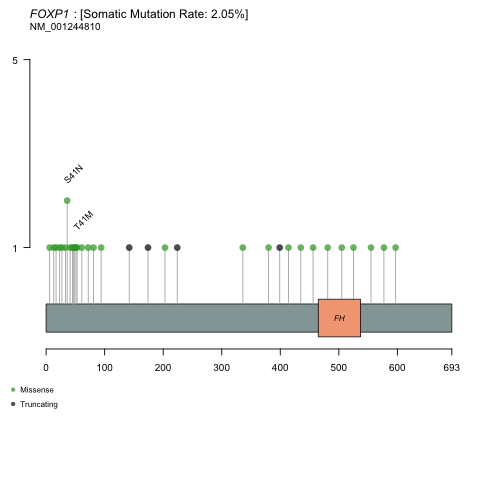 FOXP1 : [Somatic Mutation Rate: 2.05%]
NM_001244810
5
S41N
T41M
1
FH
0 100 200 300 400 500 600 693
Missense
Truncating